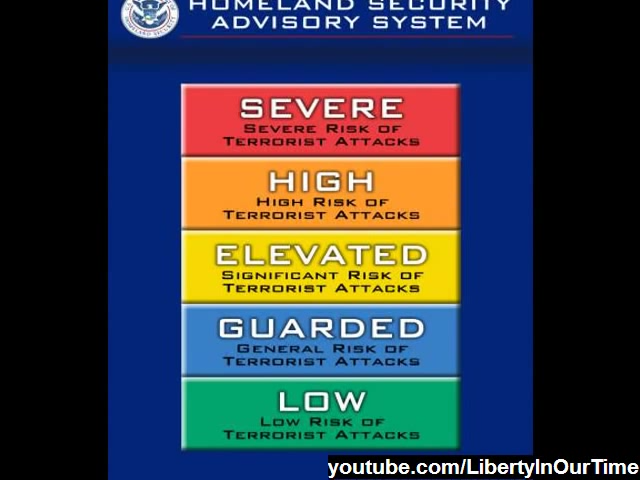 HOMELAND SECURITY
ADVISORY SYSTEM
SEVERE
SEVERE RISK OF
TERRORIST ATTACKS
HIGH
HIGH RISK OF
TERRORIST ATTACKS
ELEVATED
SIGNIFICANT RISK OF
TERRORIST ATTACKS
GUARDED
GENERAL RISK OF
TERRORIST ATTACKS
LOW
LOW RISK OF
TERRORIST ATTACKS
youtube.com/LibertyInOurTime